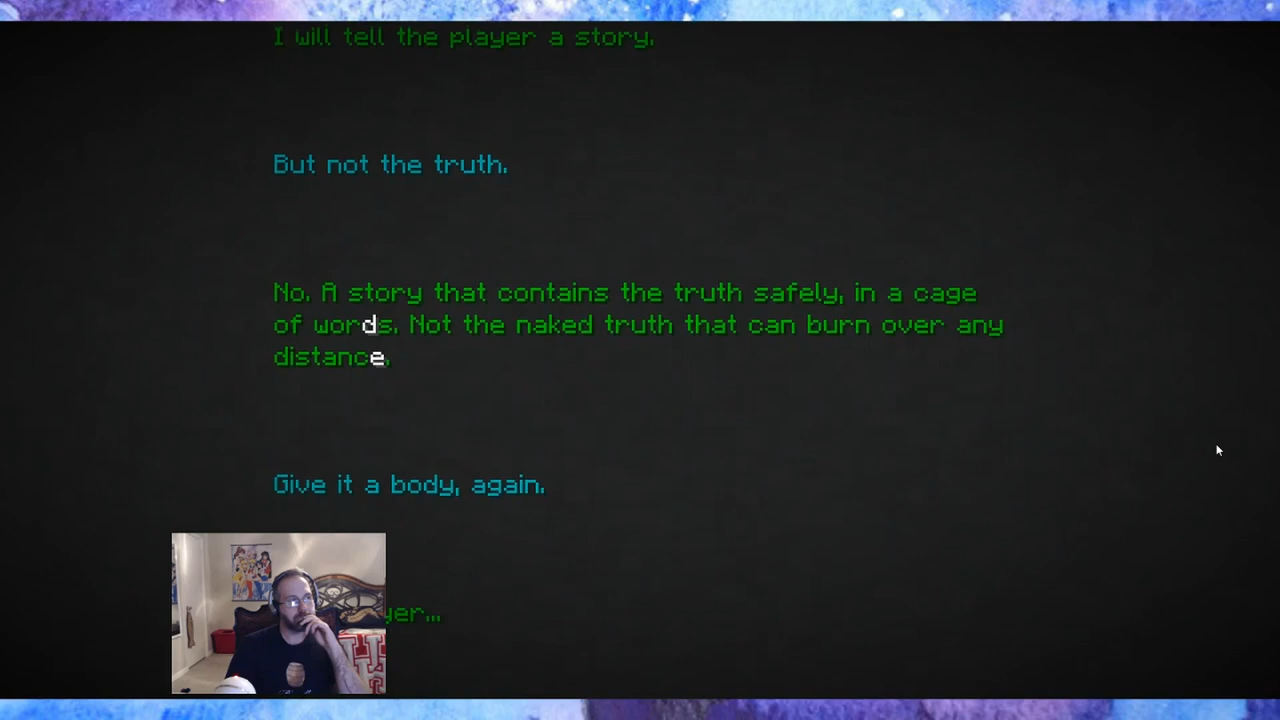 I will tell the player a story.
But not the truth.
No. A story that contains the truth safely, in a cage
of words. Not the naked truth that can burn over any
distance.
Give it a body, again.
yer...